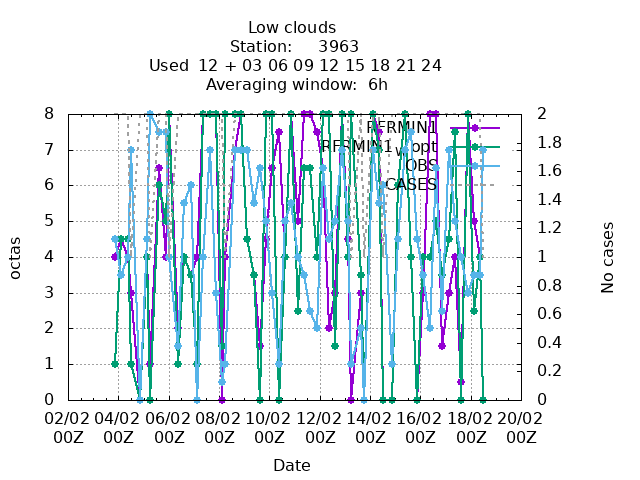 Low clouds
Station: 3963
Used 12 + 03 06 09 12 15 18 21 24
Averaging window: 6h
8 2
RFRMIN1
7 1.8
RFRMIN1_wopt
OBS
6 1.6
CASES
5 1.4
1.2
4 1
3 0.8
2 0.6
0.4
1 0.2
0 0
octas
No cases
02/02 04/02 06/02 08/02 10/02 12/02 14/02 16/02 18/02 20/02
00Z 00Z 00Z 00Z 00Z 00Z 00Z 00Z 00Z 00Z
Date